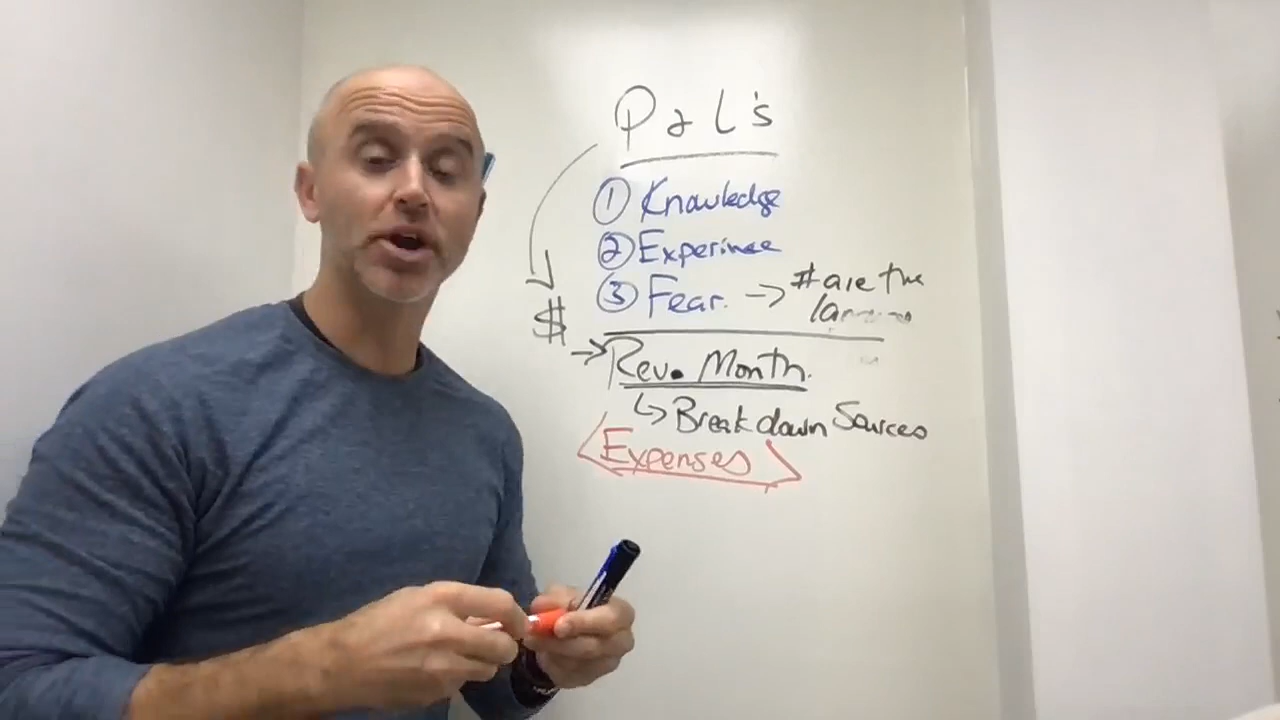 P & L's
① Knowledge
② Experince
③ Fear. → # are the
$
→ Rev. Month.
↳ Breakdown Sources
Expenses